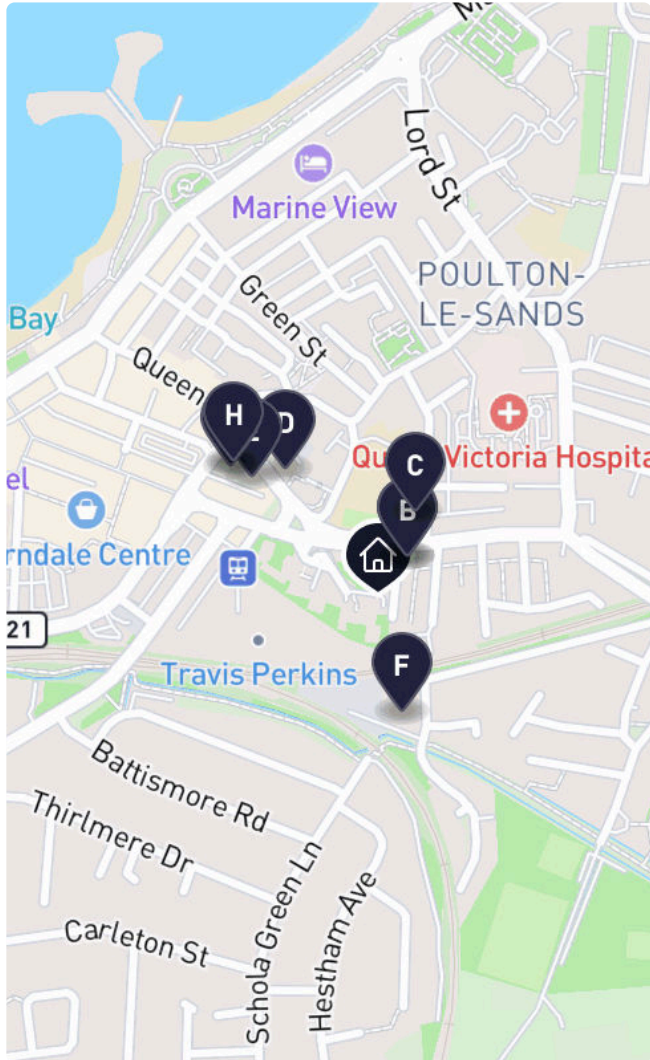 Lord St
Marine View
POULTON-
LE-SANDS
Green St
Bay
Queen
H
D
C
Victoria Hospita
B
el
rndale Centre
21
F
Travis Perkins
Battismore Rd
Thirlmere Dr
Schola Green Ln
Hestham Ave
Carleton St